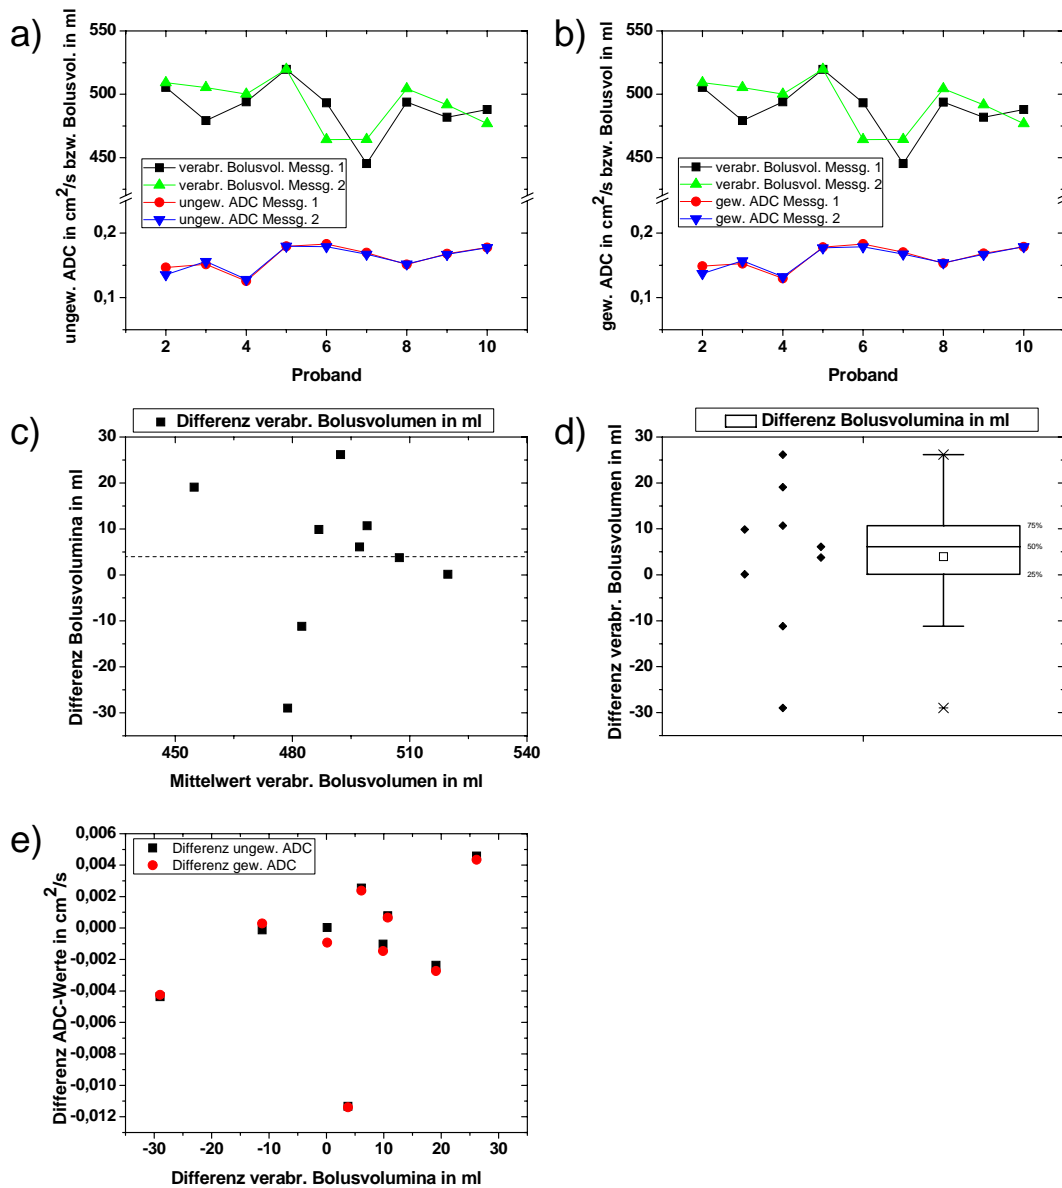 a)
ungew. ADC in cm²/s bzw. Bolusvol. in ml
550
500
450
0,2
0,1
verabr. Bolusvol. Messg. 1
verabr. Bolusvol. Messg. 2
ungew. ADC Messg. 1
ungew. ADC Messg. 2
2 4 6 8 10
Proband
b)
gew. ADC in cm²/s bzw. Bolusvol in ml
550
500
450
0,2
0,1
verabr. Bolusvol. Messg. 1
verabr. Bolusvol. Messg. 2
gew. ADC Messg. 1
gew. ADC Messg. 2
2 4 6 8 10
Proband
c)
Differenz verabr. Bolusvolumen in ml
Differenz Bolusvolumina in ml
30
20
10
0
-10
-20
-30
450 480 510 540
Mittelwert verabr. Bolusvolumen in ml
d)
Differenz Bolusvolumina in ml
Differenz verabr. Bolusvolumen in ml
30
20
10
0
-10
-20
-30
75%
50%
25%
e)
Differenz ADC-Werte in cm²/s
0,006
0,004
0,002
0,000
-0,002
-0,004
-0,006
-0,008
-0,010
-0,012
Differenz ungew. ADC
Differenz gew. ADC
-30 -20 -10 0 10 20 30
Differenz verabr. Bolusvolumina in ml